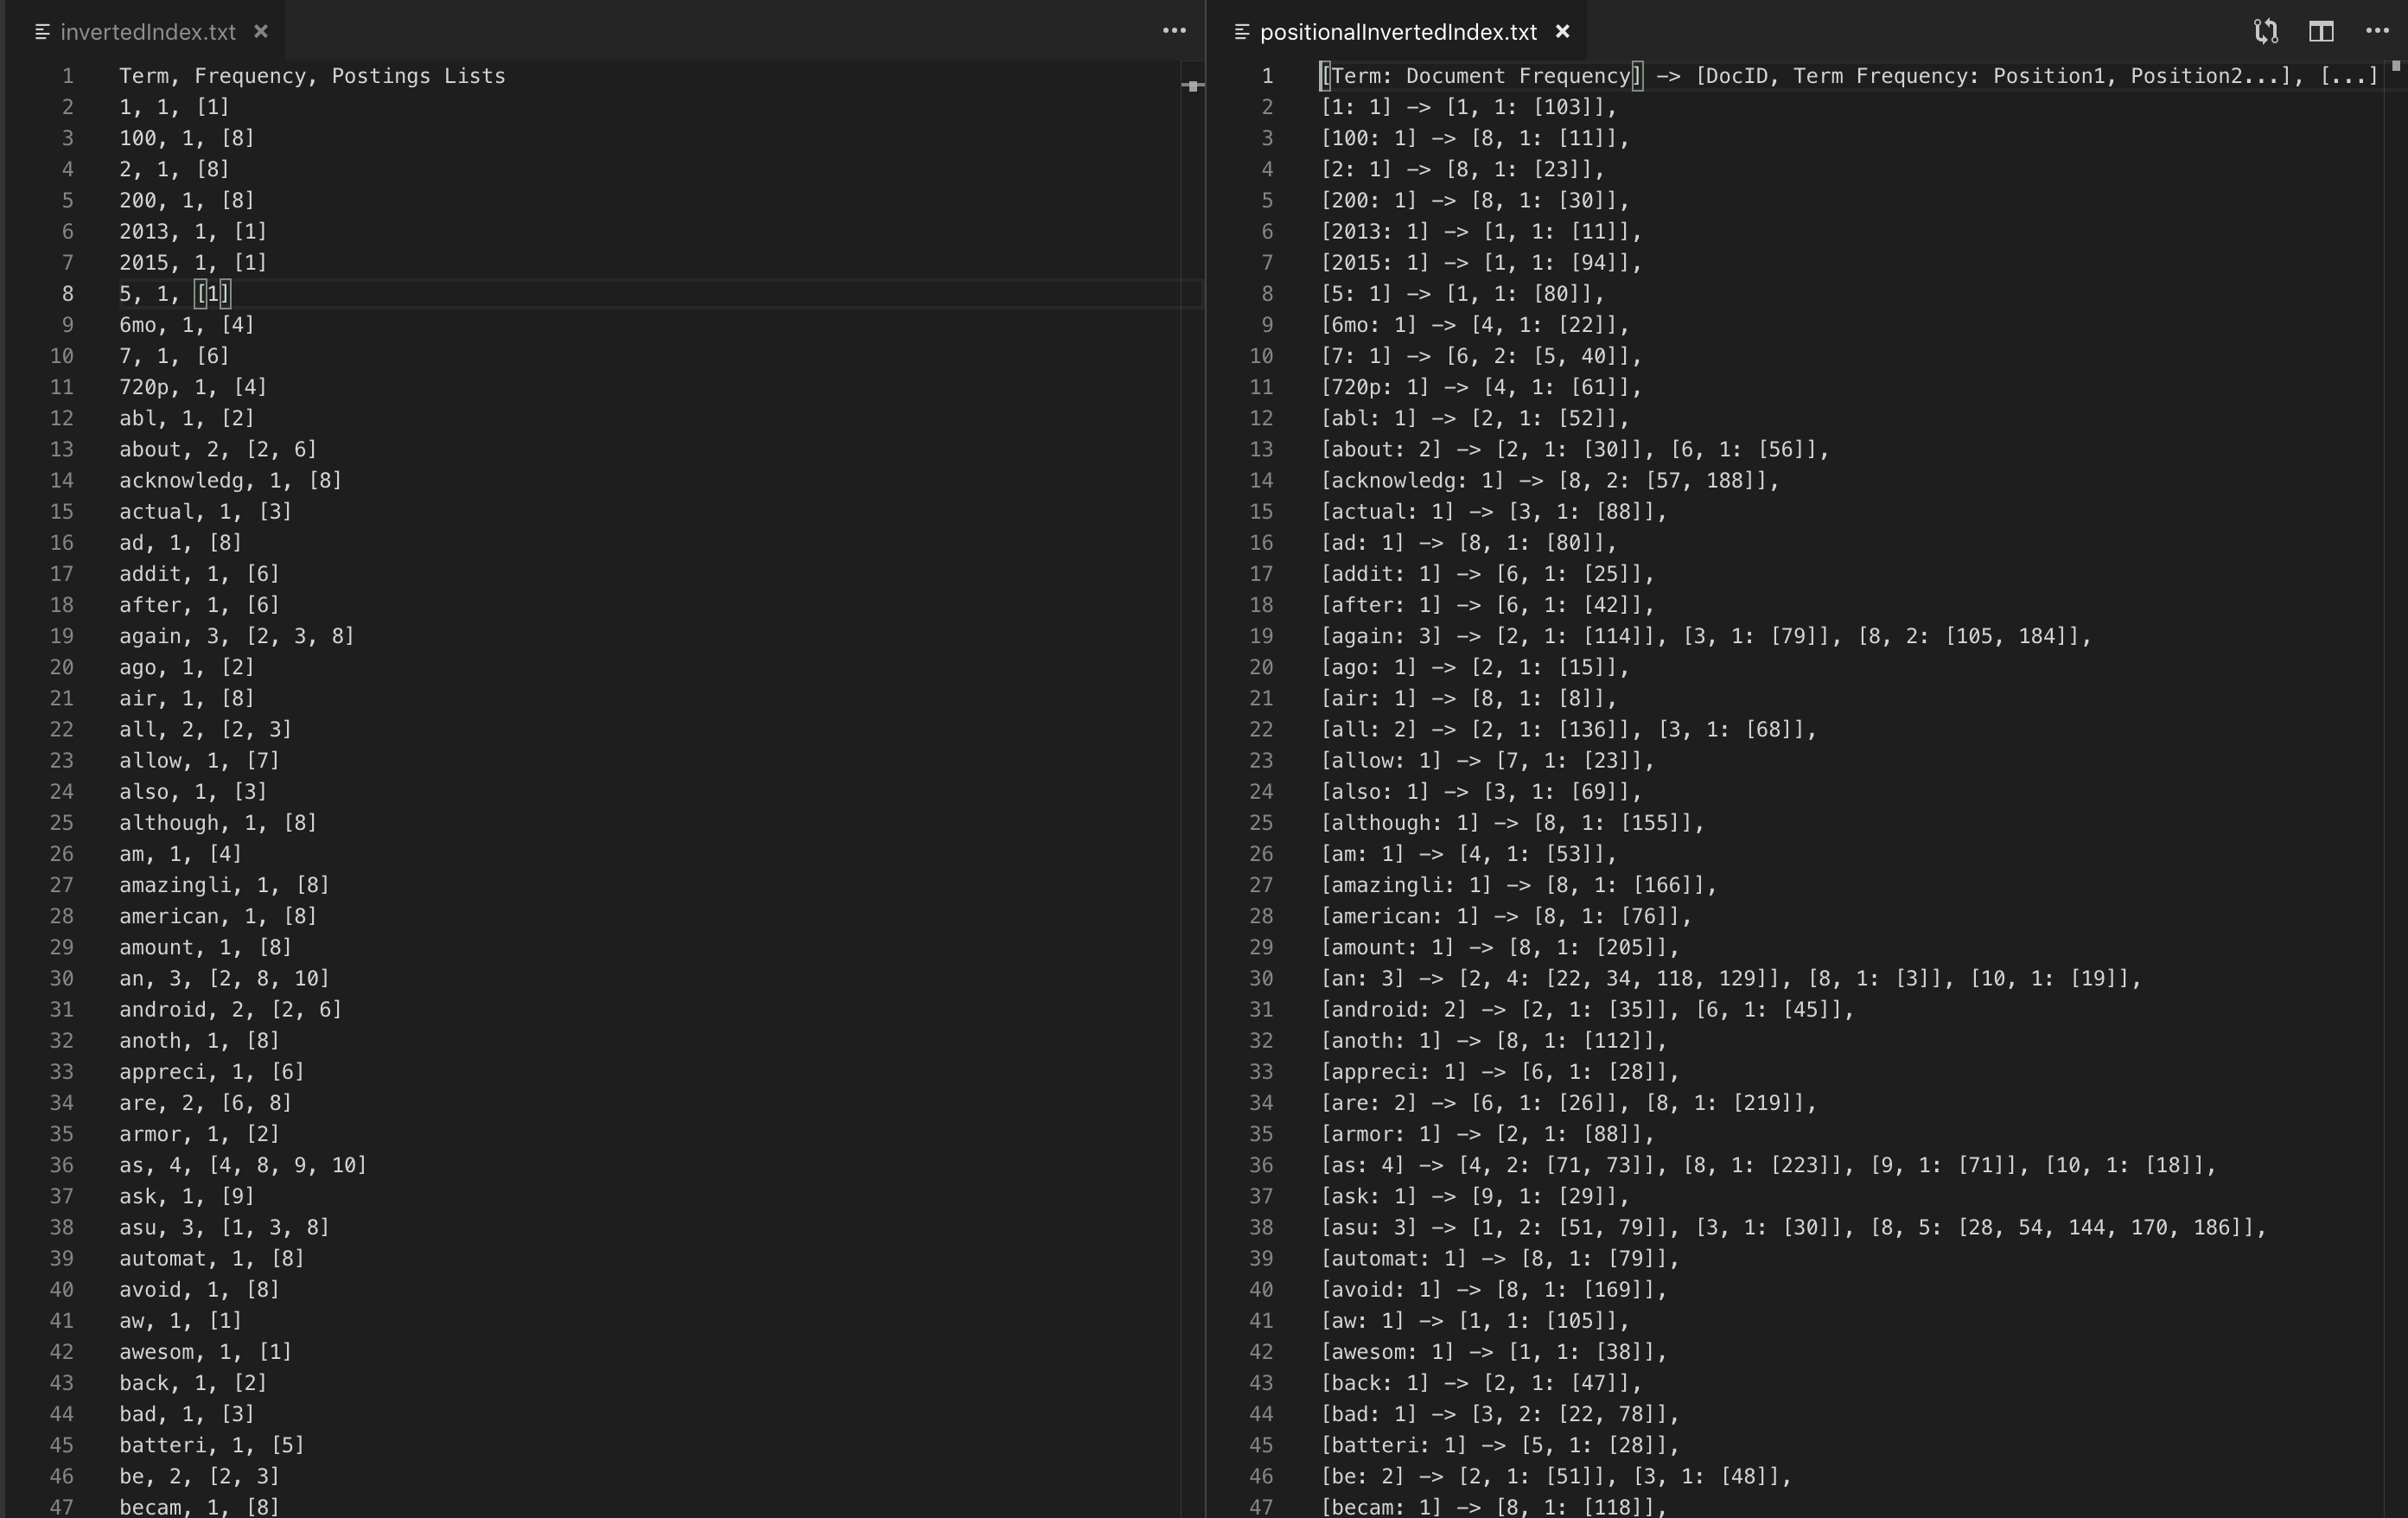 invertedIndex.txt
1 Term, Frequency, Postings Lists
2 1, 1, [1]
3 100, 1, [8]
4 2, 1, [8]
5 200, 1, [8]
6 2013, 1, [1]
7 2015, 1, [1]
8 5, 1, [1]
9 6mo, 1, [4]
10 7, 1, [6]
11 720p, 1, [4]
12 abl, 1, [2]
13 about, 2, [2, 6]
14 acknowledg, 1, [8]
15 actual, 1, [3]
16 ad, 1, [8]
17 addit, 1, [6]
18 after, 1, [6]
19 again, 3, [2, 3, 8]
20 ago, 1, [2]
21 air, 1, [8]
22 all, 2, [2, 3]
23 allow, 1, [7]
24 also, 1, [3]
25 although, 1, [8]
26 am, 1, [4]
27 amazingli, 1, [8]
28 american, 1, [8]
29 amount, 1, [8]
30 an, 3, [2, 8, 10]
31 android, 2, [2, 6]
32 anoth, 1, [8]
33 appreci, 1, [6]
34 are, 2, [6, 8]
35 armor, 1, [2]
36 as, 4, [4, 8, 9, 10]
37 ask, 1, [9]
38 asu, 3, [1, 3, 8]
39 automat, 1, [8]
40 avoid, 1, [8]
41 aw, 1, [1]
42 awesom, 1, [1]
43 back, 1, [2]
44 bad, 1, [3]
45 batteri, 1, [5]
46 be, 2, [2, 3]
47 becam, 1, [8]
positionalInvertedIndex.txt
1 [Term: Document Frequency] -> [DocID, Term Frequency: Position1, Position2...], [...]
2 [1: 1] -> [1, 1: [103]],
3 [100: 1] -> [8, 1: [11]],
4 [2: 1] -> [8, 1: [23]],
5 [200: 1] -> [8, 1: [30]],
6 [2013: 1] -> [1, 1: [11]],
7 [2015: 1] -> [1, 1: [94]],
8 [5: 1] -> [1, 1: [80]],
9 [6mo: 1] -> [4, 1: [22]],
10 [7: 1] -> [6, 2: [5, 40]],
11 [720p: 1] -> [4, 1: [61]],
12 [abl: 1] -> [2, 1: [52]],
13 [about: 2] -> [2, 1: [30]], [6, 1: [56]],
14 [acknowledg: 1] -> [8, 2: [57, 188]],
15 [actual: 1] -> [3, 1: [88]],
16 [ad: 1] -> [8, 1: [80]],
17 [addit: 1] -> [6, 1: [25]],
18 [after: 1] -> [6, 1: [42]],
19 [again: 3] -> [2, 1: [114]], [3, 1: [79]], [8, 2: [105, 184]],
20 [ago: 1] -> [2, 1: [15]],
21 [air: 1] -> [8, 1: [8]],
22 [all: 2] -> [2, 1: [136]], [3, 1: [68]],
23 [allow: 1] -> [7, 1: [23]],
24 [also: 1] -> [3, 1: [69]],
25 [although: 1] -> [8, 1: [155]],
26 [am: 1] -> [4, 1: [53]],
27 [amazingli: 1] -> [8, 1: [166]],
28 [american: 1] -> [8, 1: [76]],
29 [amount: 1] -> [8, 1: [205]],
30 [an: 3] -> [2, 4: [22, 34, 118, 129]], [8, 1: [3]], [10, 1: [19]],
31 [android: 2] -> [2, 1: [35]], [6, 1: [45]],
32 [anoth: 1] -> [8, 1: [112]],
33 [appreci: 1] -> [6, 1: [28]],
34 [are: 2] -> [6, 1: [26]], [8, 1: [219]],
35 [armor: 1] -> [2, 1: [88]],
36 [as: 4] -> [4, 2: [71, 73]], [8, 1: [223]], [9, 1: [71]], [10, 1: [18]],
37 [ask: 1] -> [9, 1: [29]],
38 [asu: 3] -> [1, 2: [51, 79]], [3, 1: [30]], [8, 5: [28, 54, 144, 170, 186]],
39 [automat: 1] -> [8, 1: [79]],
40 [avoid: 1] -> [8, 1: [169]],
41 [aw: 1] -> [1, 1: [105]],
42 [awesom: 1] -> [1, 1: [38]],
43 [back: 1] -> [2, 1: [47]],
44 [bad: 1] -> [3, 2: [22, 78]],
45 [batteri: 1] -> [5, 1: [28]],
46 [be: 2] -> [2, 1: [51]], [3, 1: [48]],
47 [becam: 1] -> [8, 1: [118]],